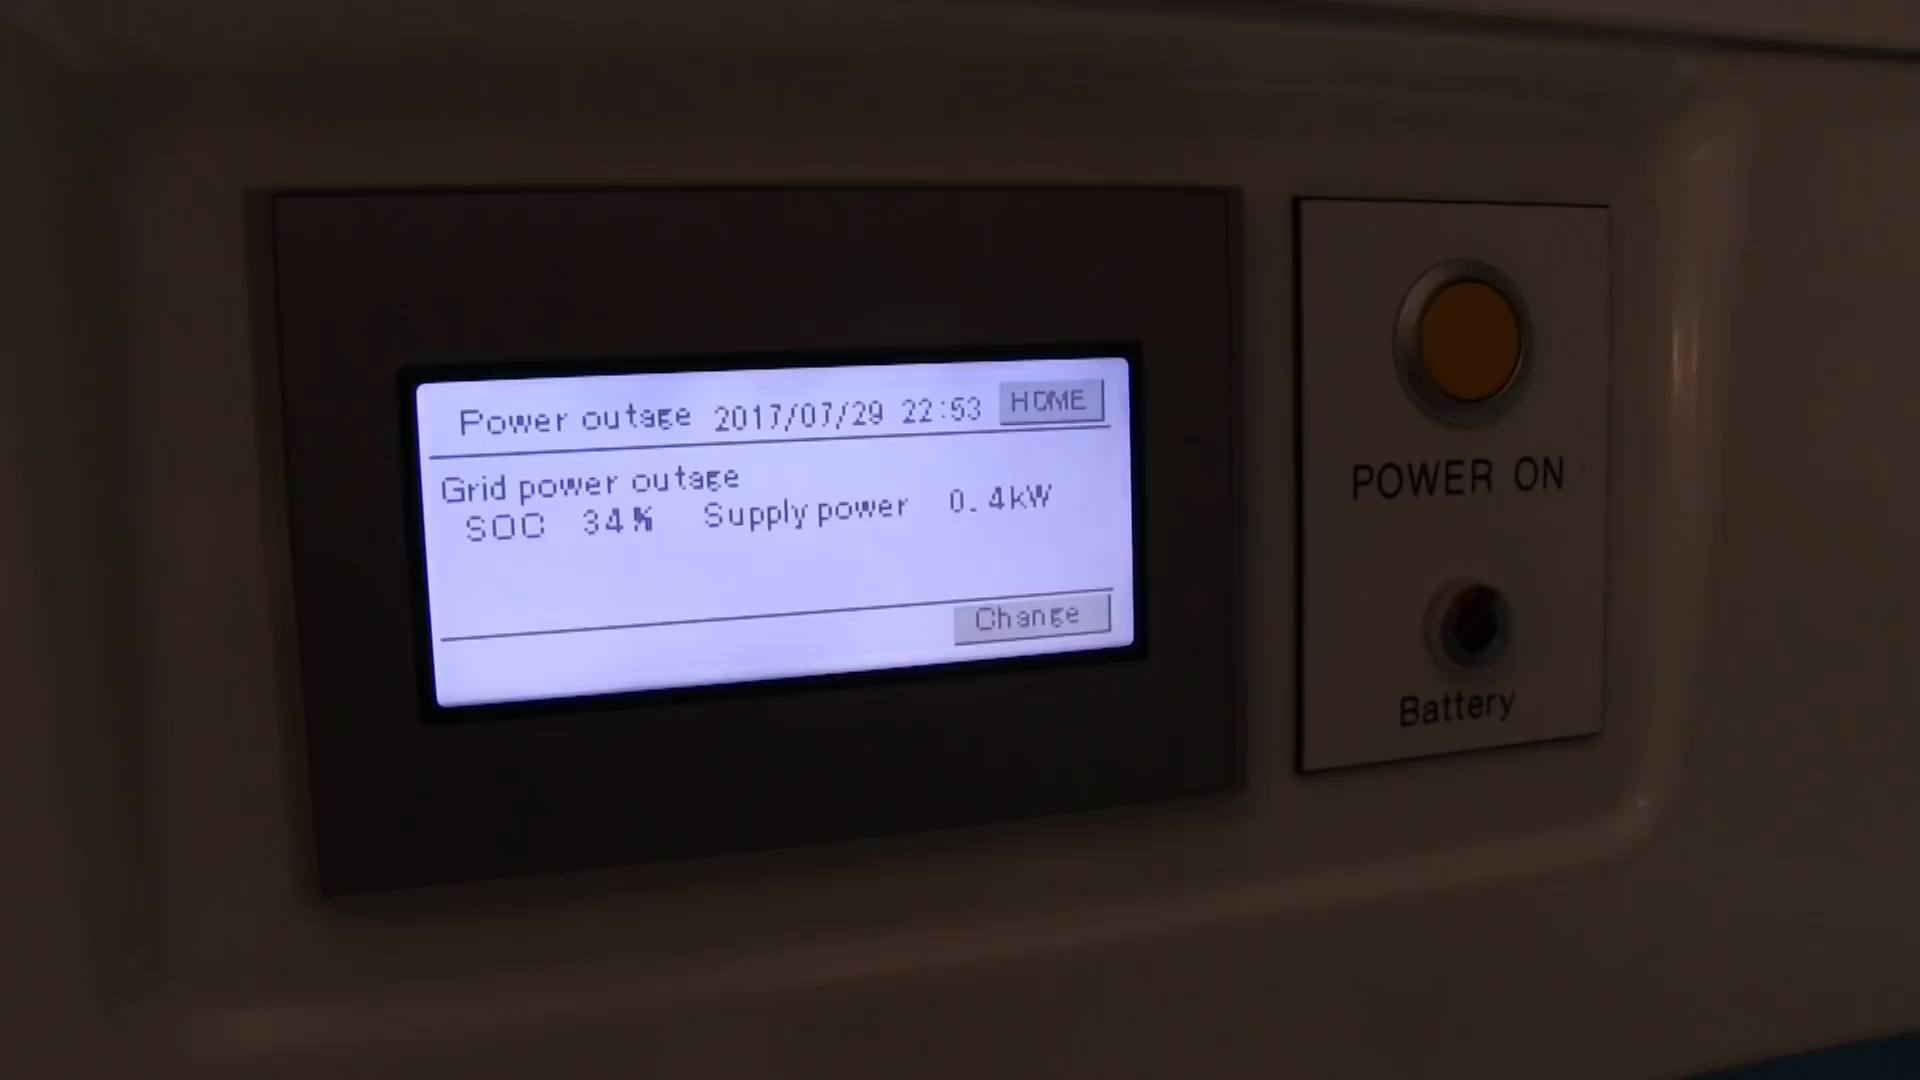 Power outage 2017/07/29 22:53 HOME
Grid power outage
SOC 34% Supply power 0.4kW
Change
POWER ON
Battery